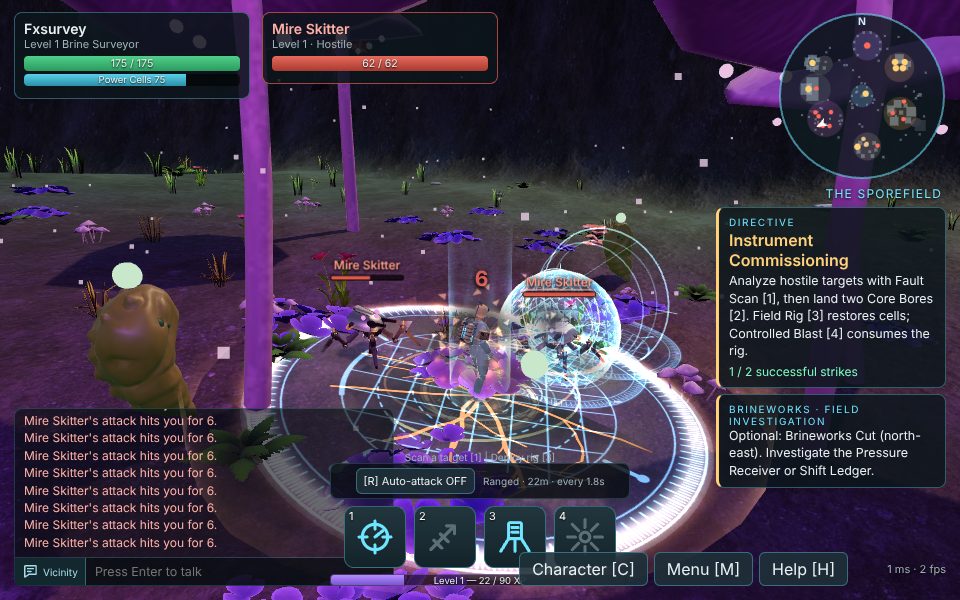 Fxsurvey
Level 1 Brine Surveyor
175 / 175
Power Cells 75
Mire Skitter
Level 1 · Hostile
62 / 62
N
THE SPOREFIELD
DIRECTIVE
Instrument
Commissioning
Analyze hostile targets with Fault
Scan [1], then land two Core Bores
[2]. Field Rig [3] restores cells;
Controlled Blast [4] consumes the
rig.
1 / 2 successful strikes
BRINEWORKS · FIELD
INVESTIGATION
Optional: Brineworks Cut (north-
east). Investigate the Pressure
Receiver or Shift Ledger.
Mire Skitter
6
Mire Skitter
Mire Skitter's attack hits you for 6.
Mire Skitter's attack hits you for 6.
Mire Skitter's attack hits you for 6.
Mire Skitter's attack hits you for 6.
Mire Skitter's attack hits you for 6.
Mire Skitter's attack hits you for 6.
Mire Skitter's attack hits you for 6.
Mire Skitter's attack hits you for 6.
Scan a target [1] | Deploy rig [3]
[R] Auto-attack OFF
Ranged · 22m · every 1.8s
1
2
3
4
Vicinity
Press Enter to talk
Level 1 — 22 / 90 X
Character [C]
Menu [M]
Help [H]
1 ms · 2 fps